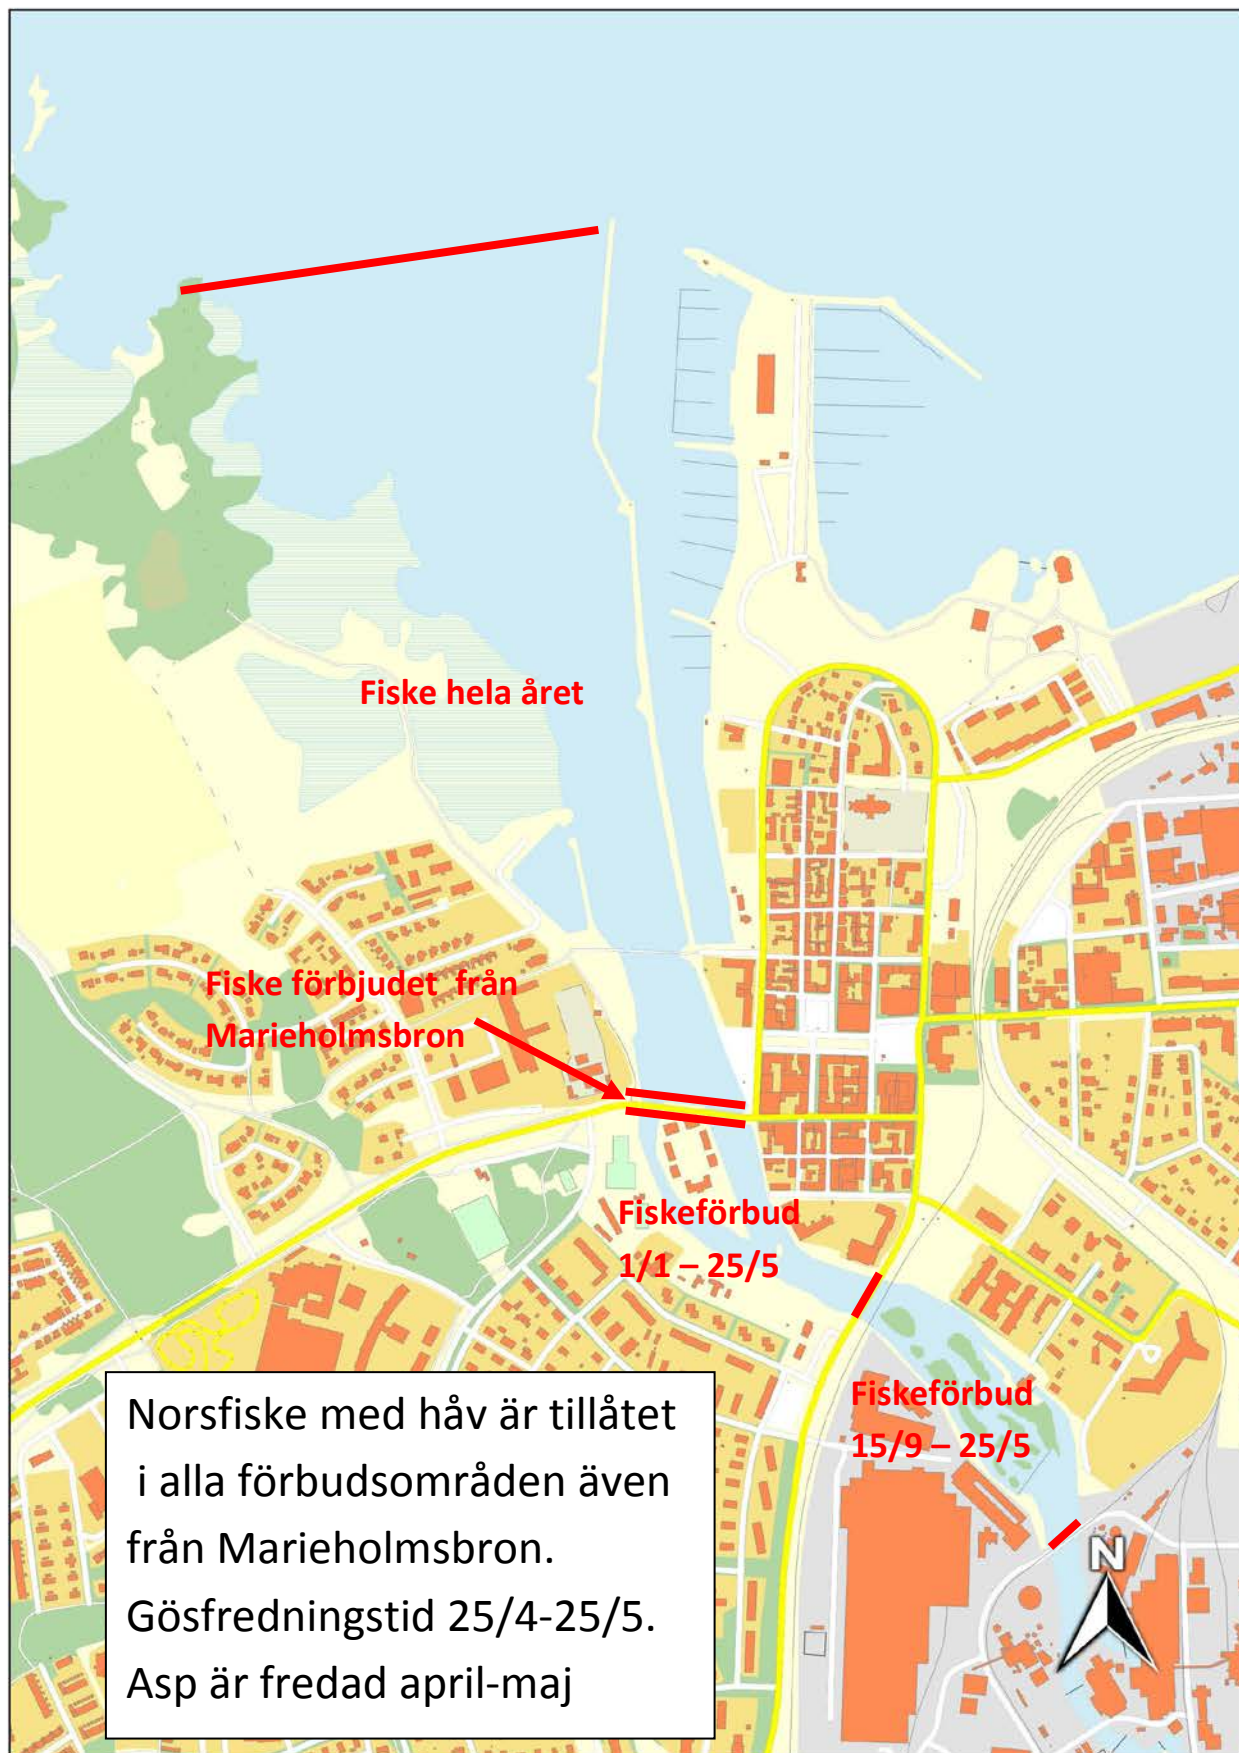 Fiske hela året
Fiske förbjudet från
Marieholmsbron
Fiskeförbud
1/1 – 25/5
Fiskeförbud
15/9 – 25/5
Norsfiske med håv är tillåtet
i alla förbudsområden även
från Marieholmsbron.
Gösfredningstid 25/4-25/5.
Asp är fredad april-maj
N